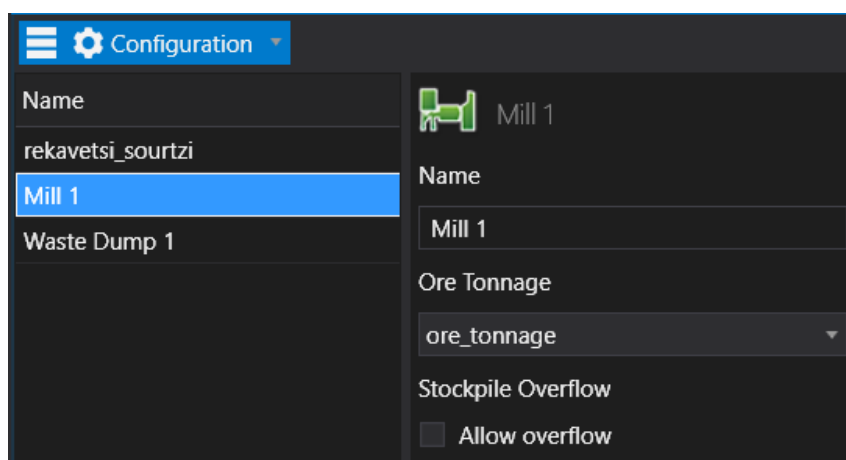 Configuration
Name
rekavetsi_sourtzi
Mill 1
Waste Dump 1
Mill 1
Name
Mill 1
Ore Tonnage
ore_tonnage
Stockpile Overflow
Allow overflow